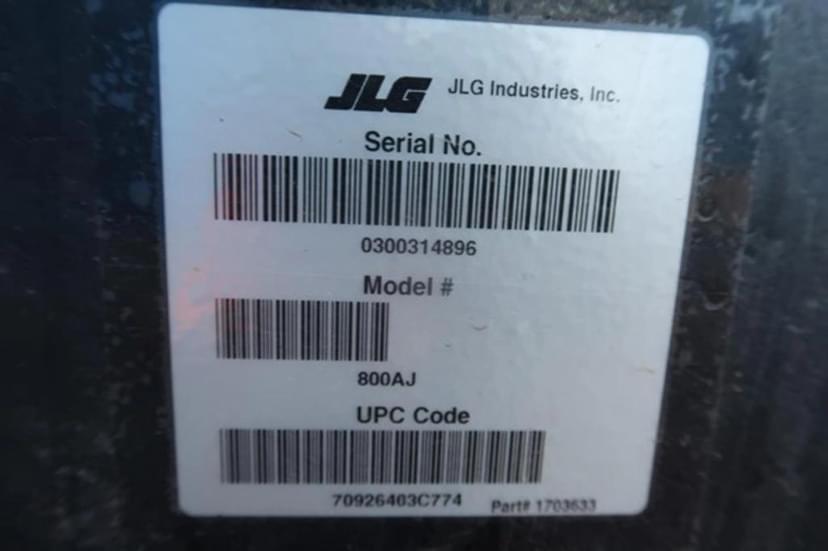 JLG JLG Industries, Inc.
Serial No.
0300314896
Model #
800AJ
UPC Code
70926403C774
Part# 1703633